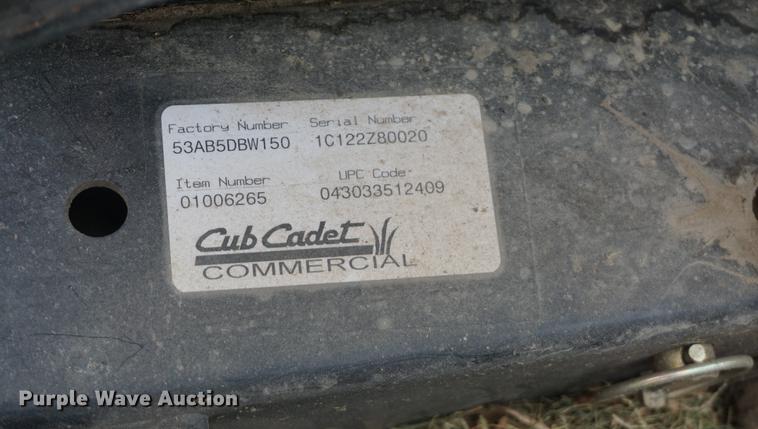 Factory Number Serial Number
53AB5DBW150 1C122Z80020
Item Number UPC Code
01006265 043033512409
Cub Cadet
COMMERCIAL
Purple Wave Auction